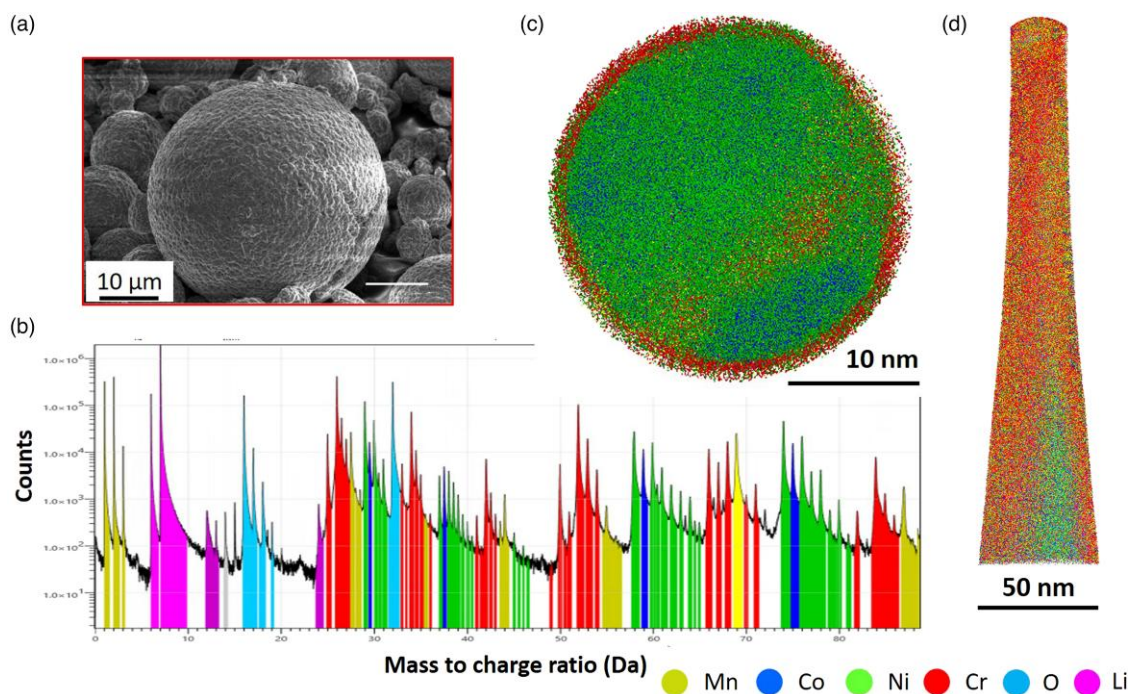 (a)
10 µm
(b)
1.0×10⁶
1.0×10⁵
1.0×10⁴
1.0×10³
1.0×10²
1.0×10¹
Counts
0 10 20 30 40 50 60 70 80
Mass to charge ratio (Da)
(c)
10 nm
(d)
50 nm
Mn Co Ni Cr O Li